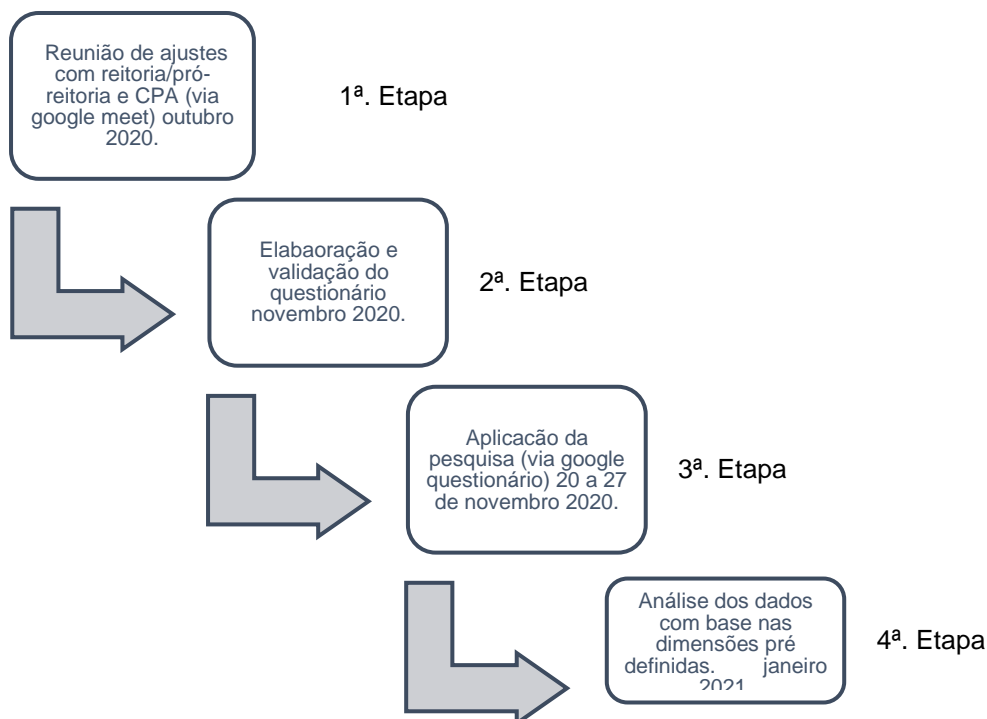 Reunião de ajustes
com reitoria/pró-
reitoria e CPA (via
google meet) outubro
2020.
1ª. Etapa
Elabaoração e
validação do
questionário
novembro 2020.
2ª. Etapa
Aplicacão da
pesquisa (via google
questionário) 20 a 27
de novembro 2020.
3ª. Etapa
Análise dos dados
com base nas
dimensões pré
definidas. janeiro
2021
4ª. Etapa